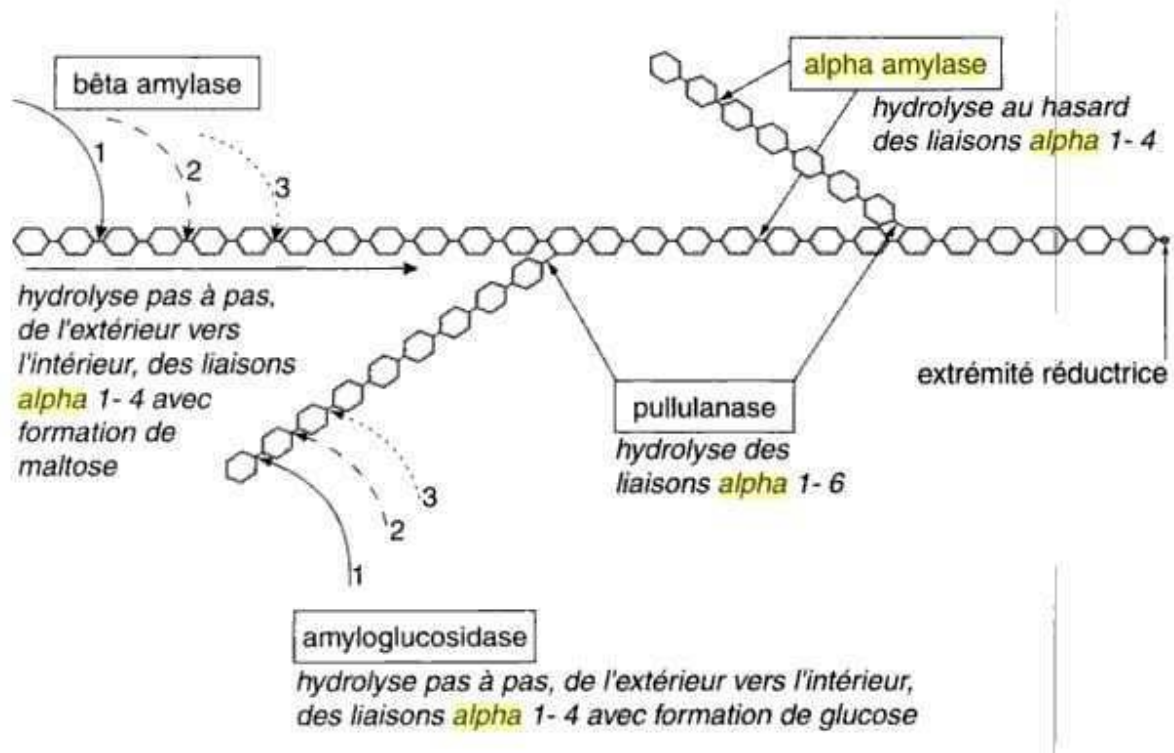 bêta amylase
1
2
3
alpha amylase
hydrolyse au hasard
des liaisons alpha 1- 4
hydrolyse pas à pas,
de l'extérieur vers
l'intérieur, des liaisons
alpha 1- 4 avec
formation de
maltose
extrémité réductrice
pullulanase
hydrolyse des
liaisons alpha 1- 6
3
2
1
amyloglucosidase
hydrolyse pas à pas, de l'extérieur vers l'intérieur,
des liaisons alpha 1- 4 avec formation de glucose